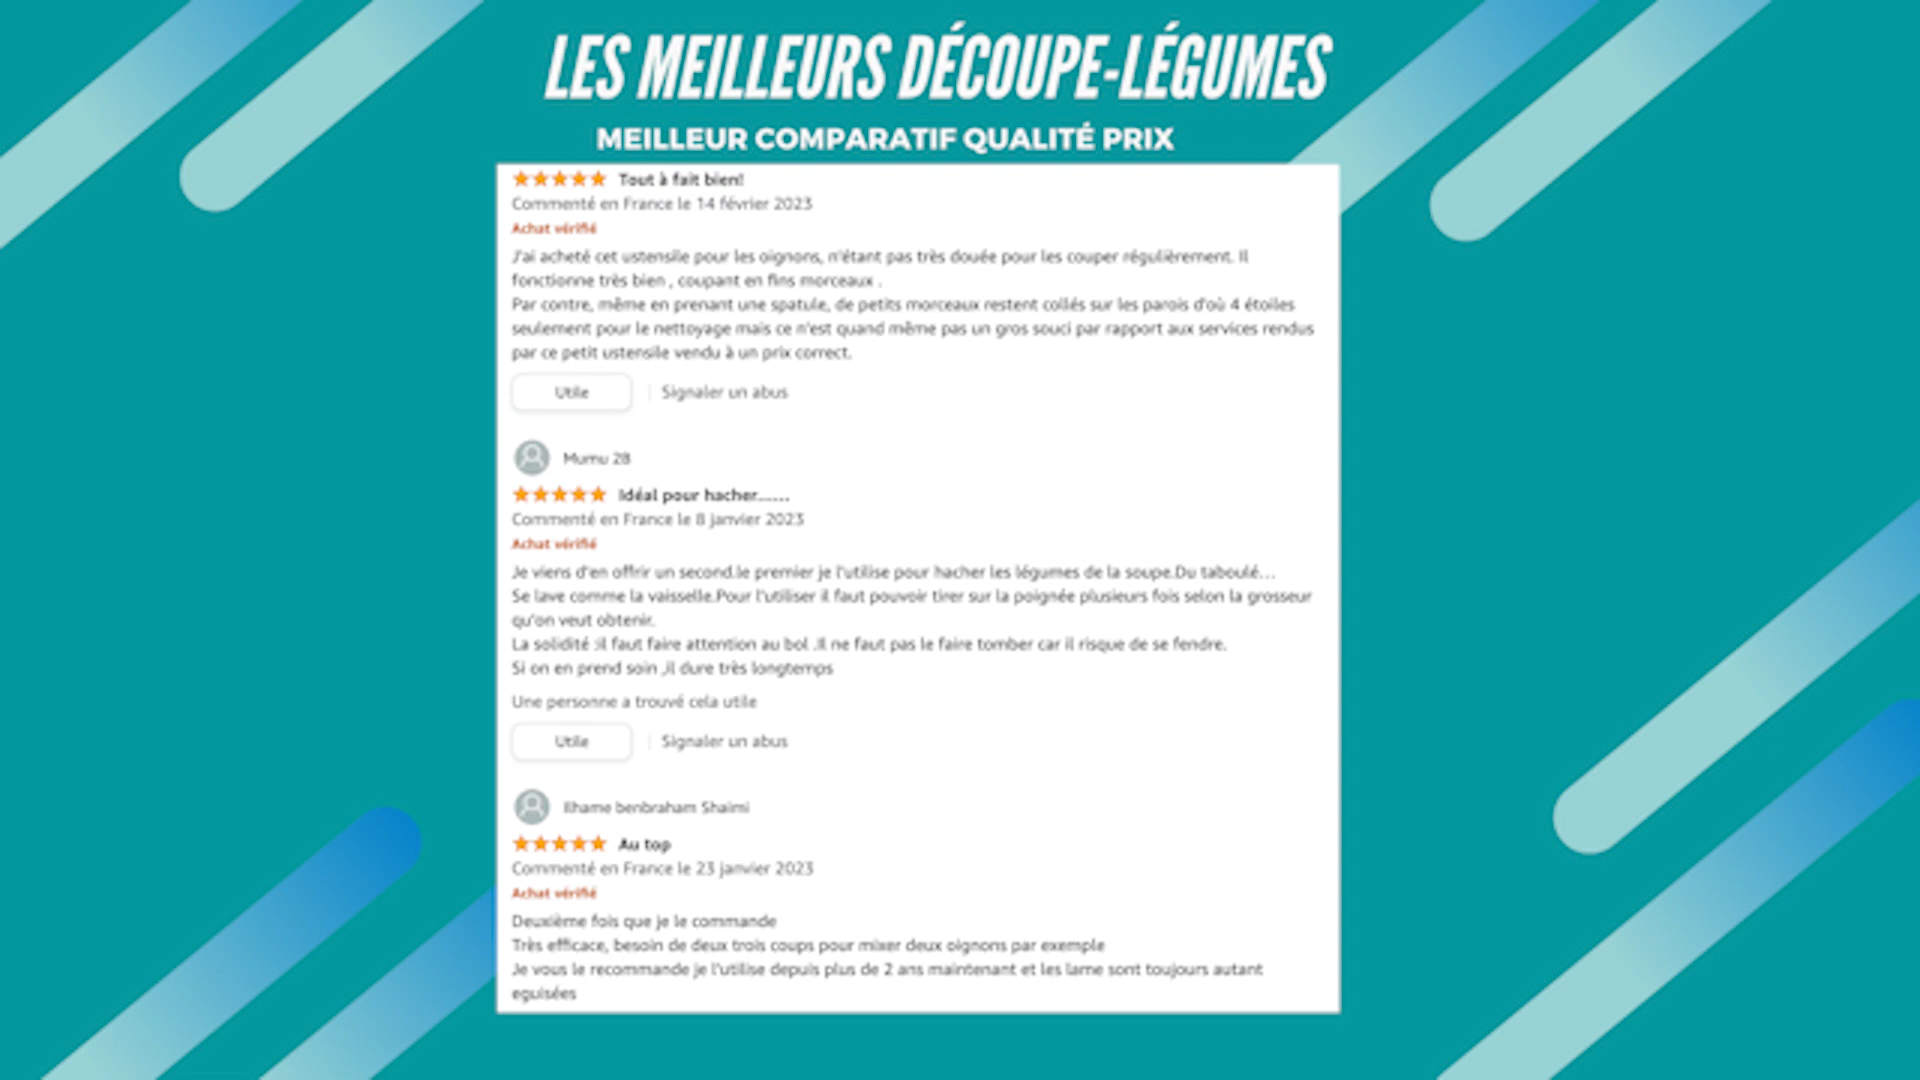 LES MEILLEURS DÉCOUPE-LÉGUMES
MEILLEUR COMPARATIF QUALITÉ PRIX
Tout à fait bien!
Commenté en France le 14 février 2023
Achat vérifié
J'ai acheté cet ustensile pour les oignons, n'étant pas très douée pour les couper régulièrement. Il
fonctionne très bien , coupant en fins morceaux .
Par contre, même en prenant une spatule, de petits morceaux restent collés sur les parois d'où 4 étoiles
seulement pour le nettoyage mais ce n'est quand même pas un gros souci par rapport aux services rendus
par ce petit ustensile vendu à un prix correct.
Utile
Signaler un abus
Mumu 28
Idéal pour hacher......
Commenté en France le 8 janvier 2023
Achat vérifié
Je viens d'en offrir un second.le premier je l'utilise pour hacher les légumes de la soupe.Du taboulé...
Se lave comme la vaisselle.Pour l'utiliser il faut pouvoir tirer sur la poignée plusieurs fois selon la grosseur
qu'on veut obtenir.
La solidité :il faut faire attention au bol .Il ne faut pas le faire tomber car il risque de se fendre.
Si on en prend soin ,il dure très longtemps
Une personne a trouvé cela utile
Utile
Signaler un abus
Ilhame benbraham Shaimi
Au top
Commenté en France le 23 janvier 2023
Achat vérifié
Deuxième fois que je le commande
Très efficace, besoin de deux trois coups pour mixer deux oignons par exemple
Je vous le recommande je l'utilise depuis plus de 2 ans maintenant et les lame sont toujours autant
eguisées